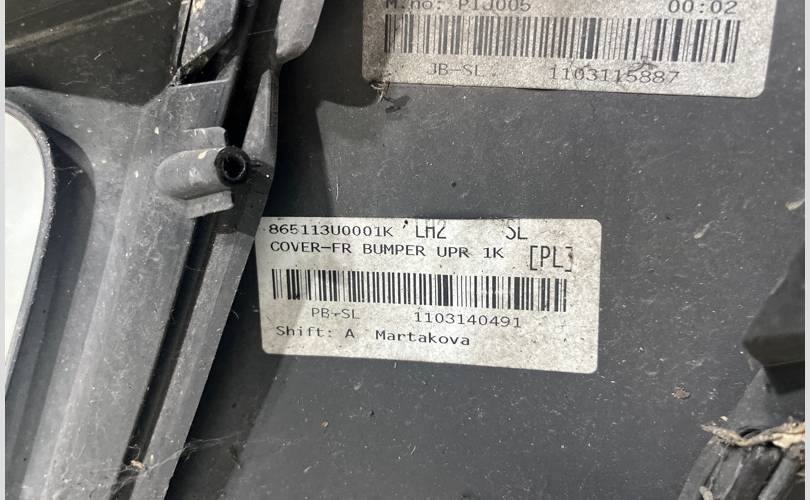 M.no: P1J005 00:02
JB-SL 1103115887
865113U0001K LH2 SL
COVER-FR BUMPER UPR 1K [PL]
PB-SL 1103140491
Shift: A Martakova